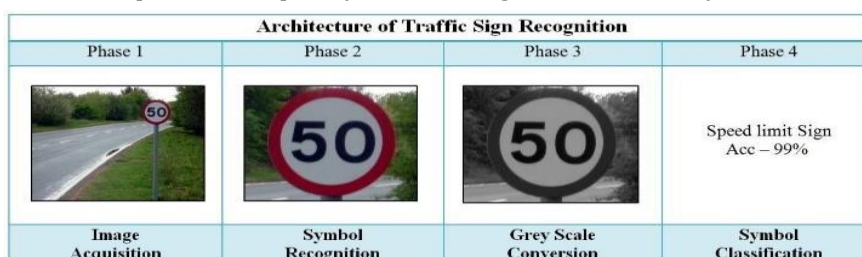 Architecture of Traffic Sign Recognition
Phase 1 Phase 2 Phase 3 Phase 4
50 50 50
Speed limit Sign
Acc – 99%
Image Symbol Grey Scale Symbol
Acquisition Recognition Conversion Classification